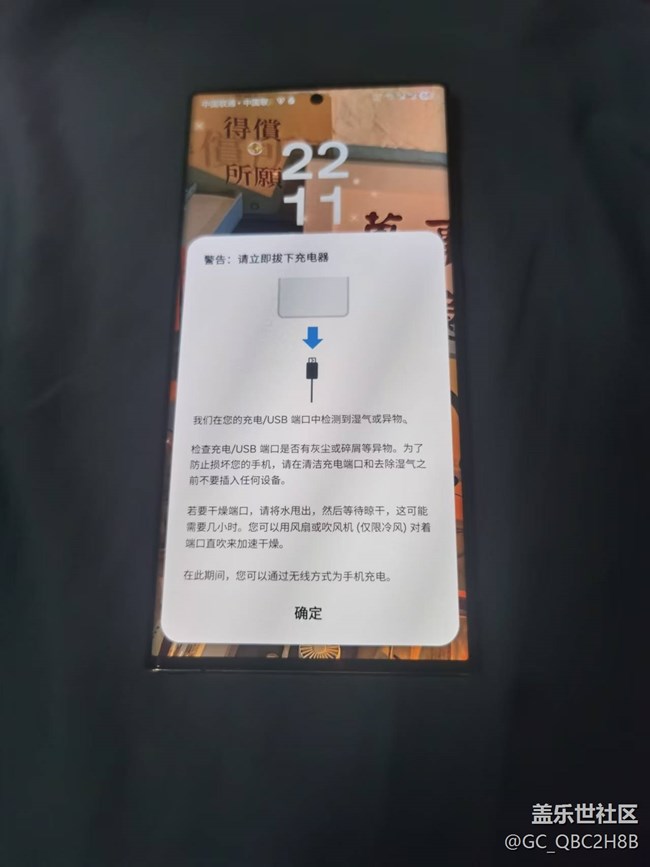 中国联通·中国联
得償
所願
22
11
警告：请立即拔下充电器
我们在您的充电/USB 端口中检测到湿气或异物。
检查充电/USB 端口是否有灰尘或碎屑等异物。为了
防止损坏您的手机，请在清洁充电端口和去除湿气之
前不要插入任何设备。
若要干燥端口，请将水甩出，然后等待晾干，这可能
需要几小时。您可以用风扇或吹风机 (仅限冷风) 对着
端口直吹来加速干燥。
在此期间，您可以通过无线方式为手机充电。
确定
盖乐世社区
@GC_QBC2H8B